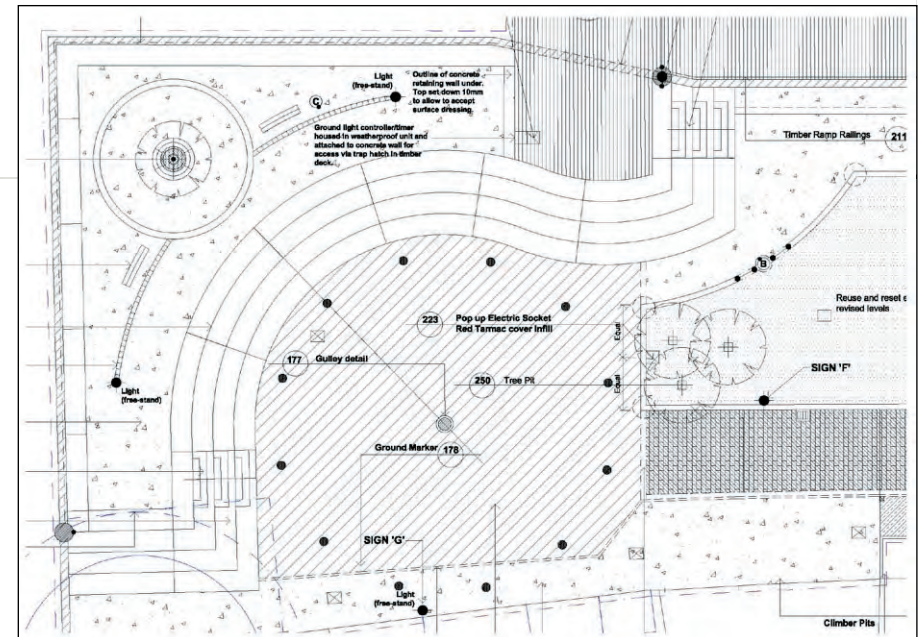 Light
(free-stand)
C
Outline of concrete
retaining wall under.
Top set down 10mm
to allow to accept
surface dressing.
Ground light controller/timer
housed in weatherproof unit and
attached to concrete wall for
access via trap hatch in timber
deck.
Timber Ramp Railings
211
B
Reuse and reset
revised levels
223
Pop up Electric Socket
Red Tarmac cover Infill
Equal
Equal
177
Gulley detail
250
Tree Pit
SIGN 'F'
Light
(free-stand)
Ground Marker
178
SIGN 'G'
Light
(free-stand)
Climber Pits